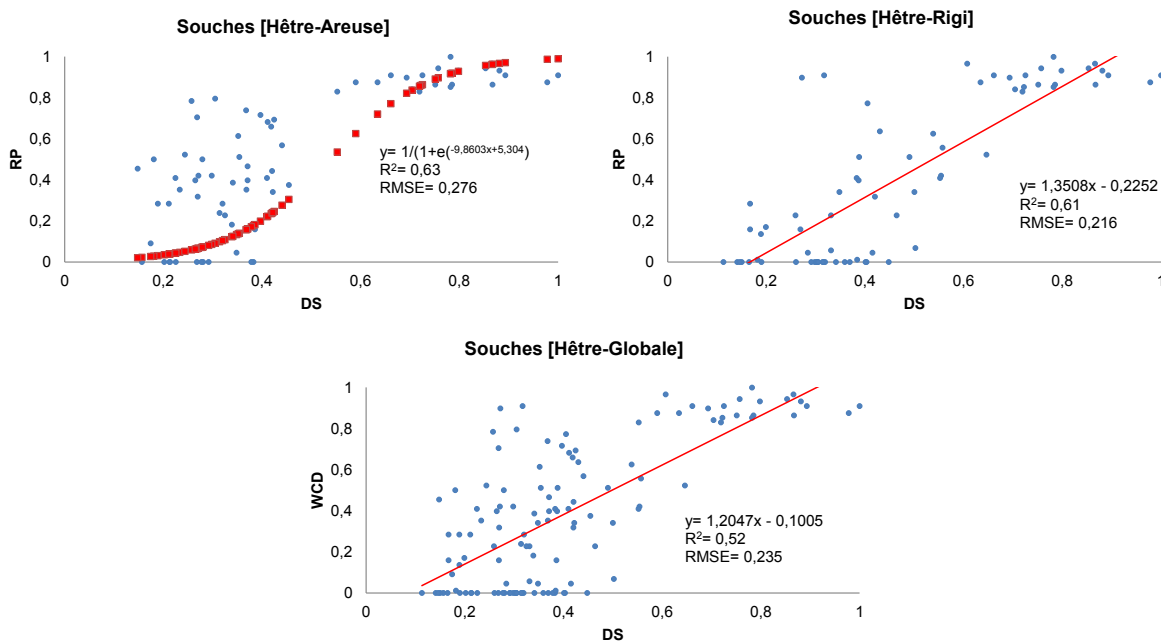 Souches [Hêtre-Areuse]
1
0,8
0,6
0,4
0,2
0
RP
0
0,2
0,4
0,6
0,8
1
DS
y= 1/(1+e(-9,8603x+5,304)
R²= 0,63
RMSE= 0,276
Souches [Hêtre-Rigi]
1
0,8
0,6
0,4
0,2
0
RP
0
0,2
0,4
0,6
0,8
1
DS
y= 1,3508x - 0,2252
R²= 0,61
RMSE= 0,216
Souches [Hêtre-Globale]
1
0,8
0,6
0,4
0,2
0
WCD
0
0,2
0,4
0,6
0,8
1
DS
y= 1,2047x - 0,1005
R²= 0,52
RMSE= 0,235